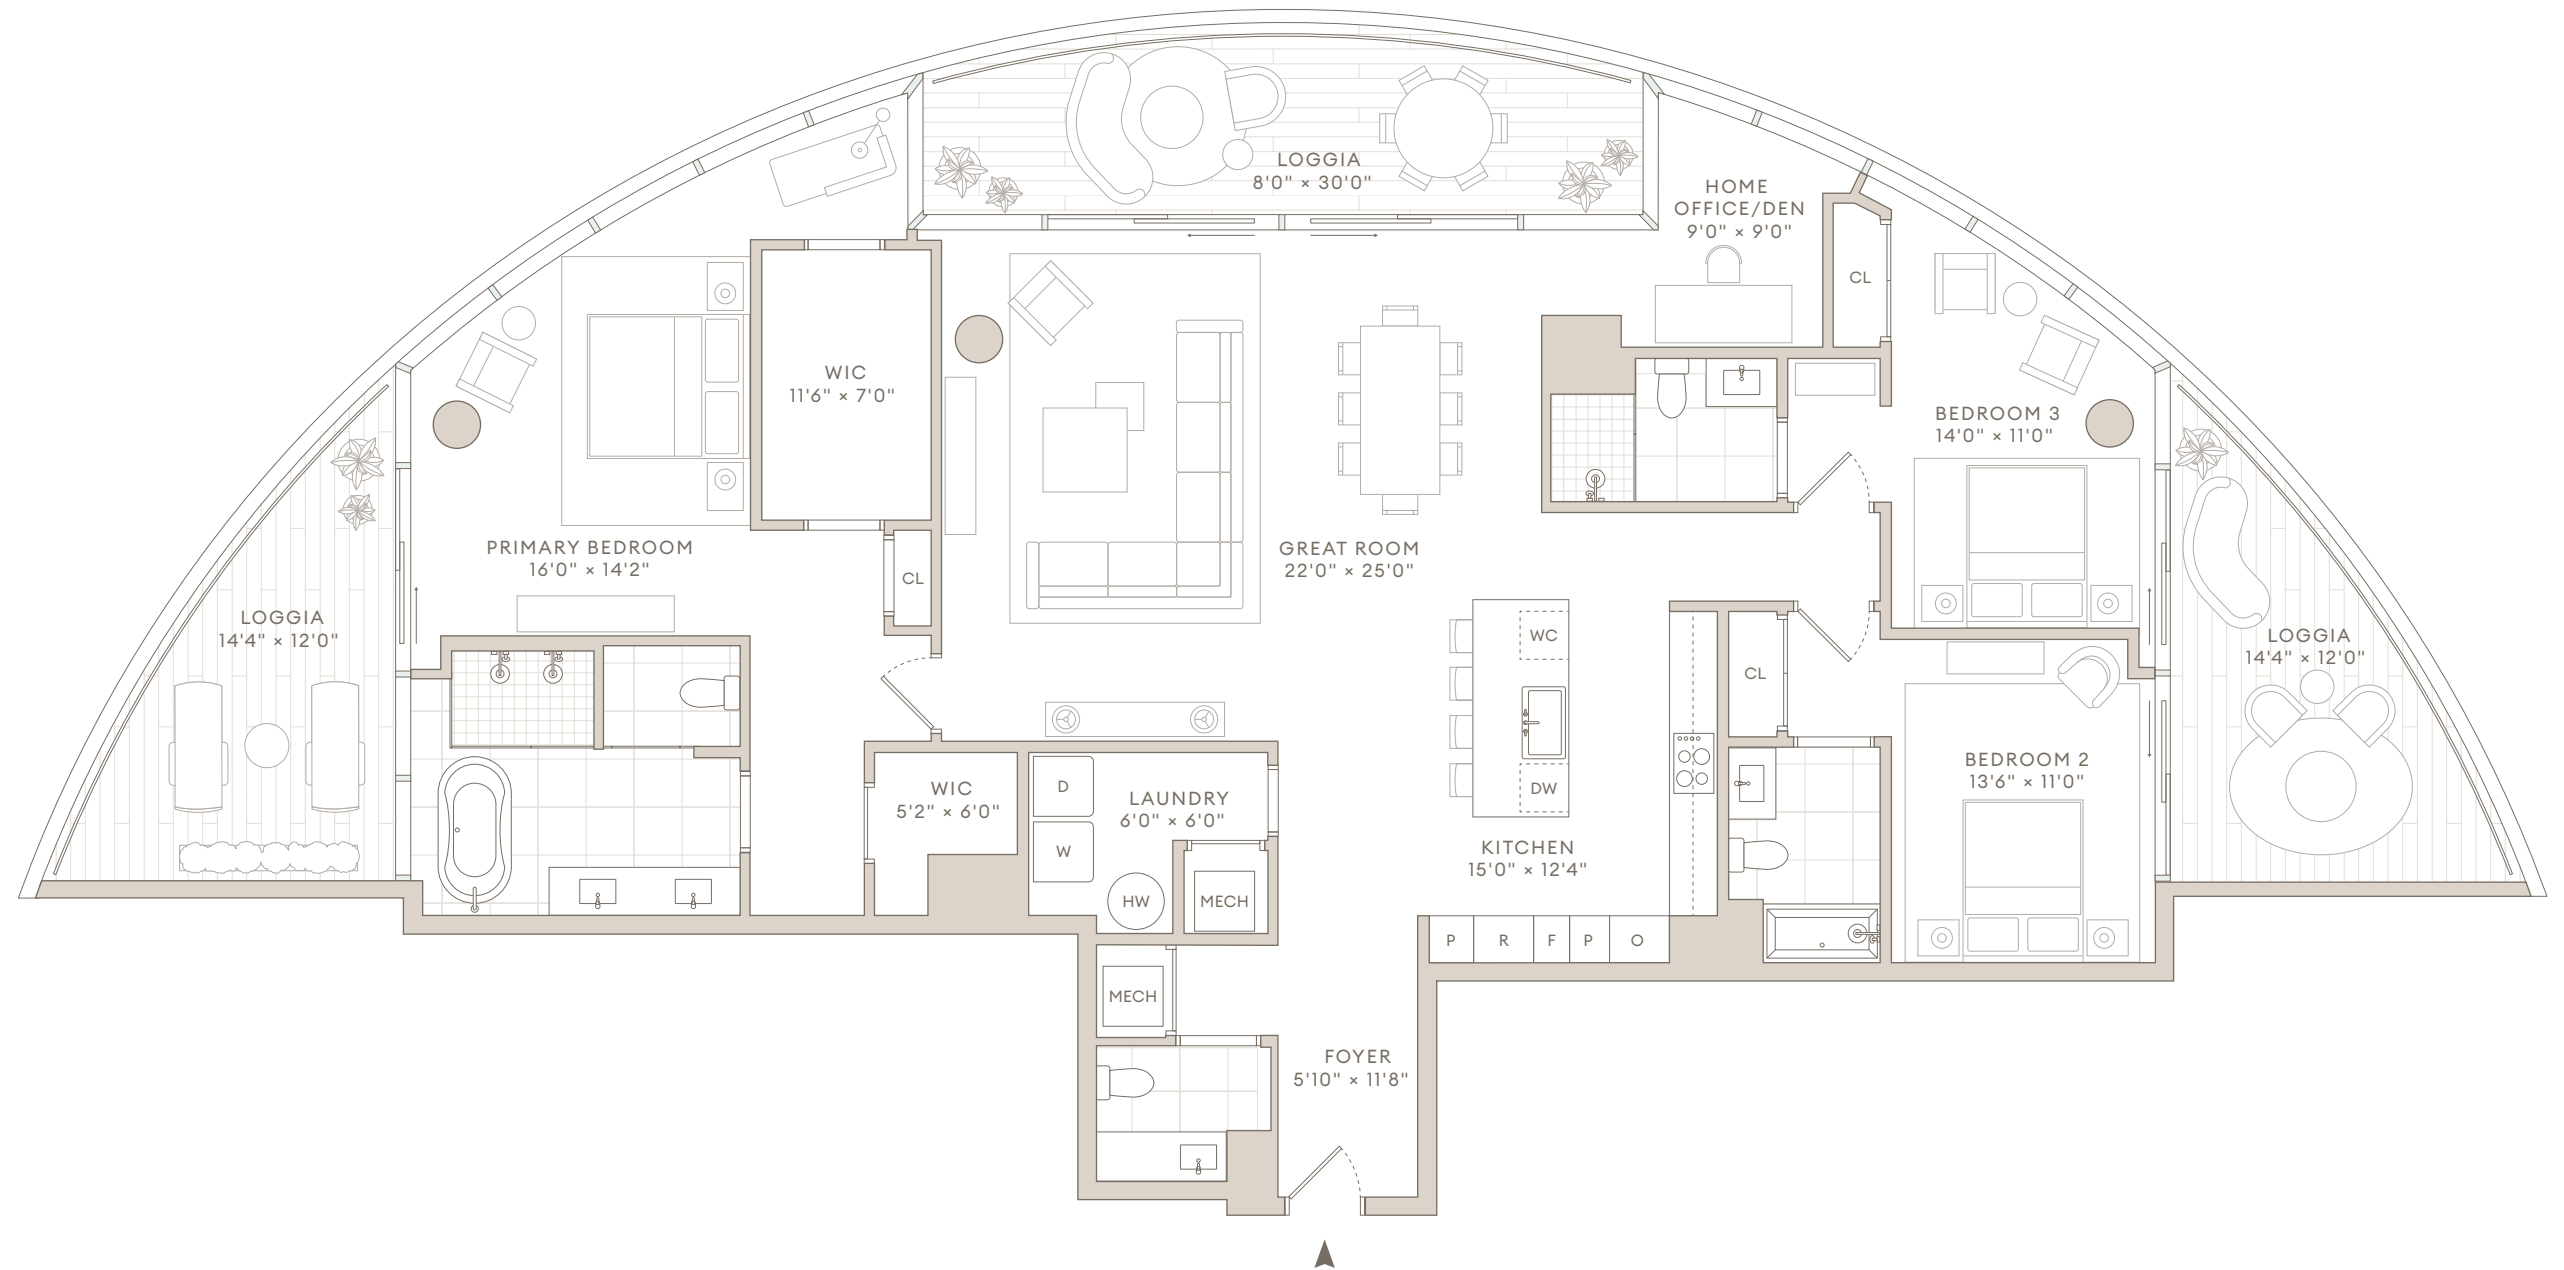 LOGGIA
8'0" × 30'0"
HOME
OFFICE/DEN
9'0" × 9'0"
CL
WIC
11'6" × 7'0"
BEDROOM 3
14'0" × 11'0"
PRIMARY BEDROOM
16'0" × 14'2"
CL
GREAT ROOM
22'0" × 25'0"
LOGGIA
14'4" × 12'0"
WC
LOGGIA
14'4" × 12'0"
CL
BEDROOM 2
13'6" × 11'0"
WIC
5'2" × 6'0"
D
LAUNDRY
6'0" × 6'0"
DW
W
KITCHEN
15'0" × 12'4"
HW
MECH
P
R
F
P
O
MECH
FOYER
5'10" × 11'8"